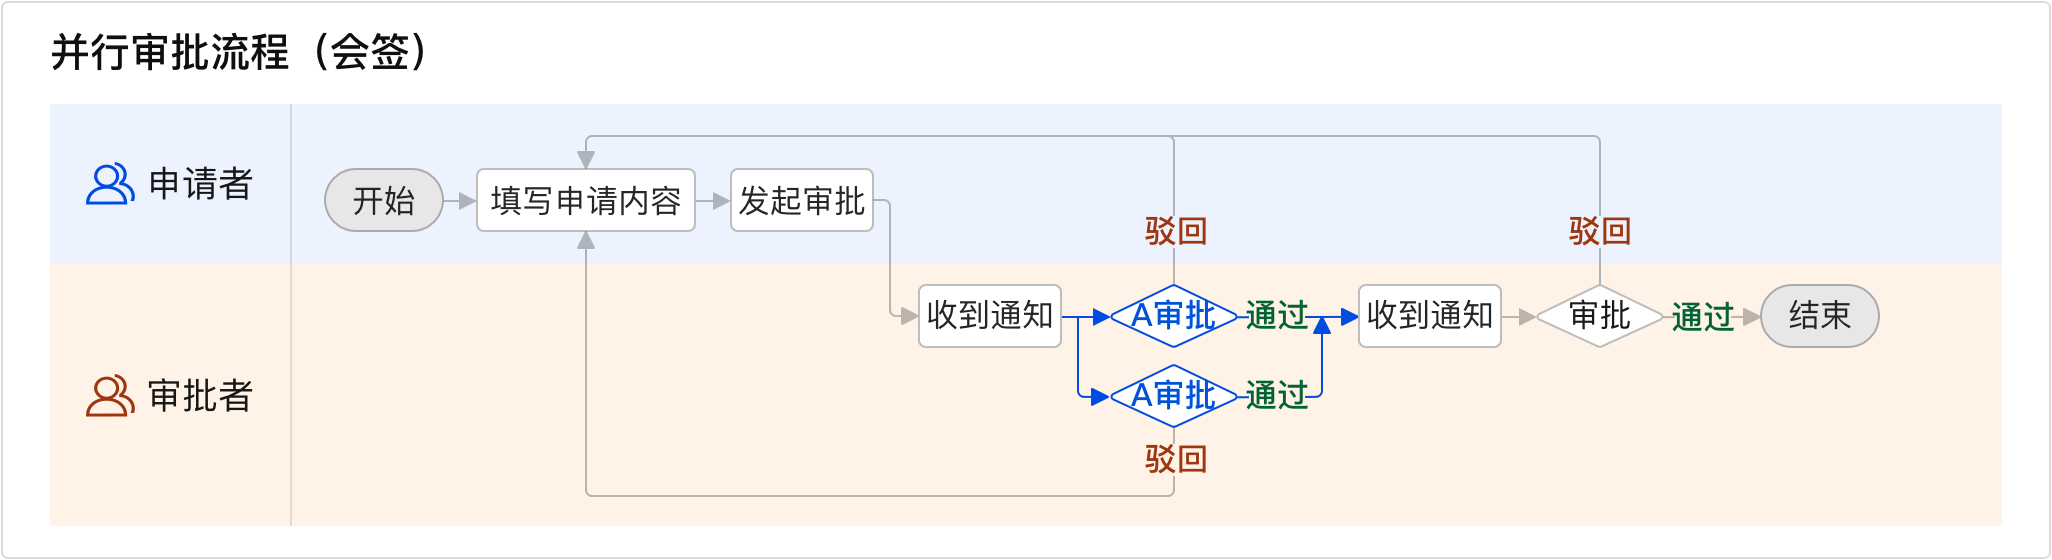 并行审批流程（会签）
申请者
开始
填写申请内容
发起审批
驳回
驳回
审批者
收到通知
A审批
通过
收到通知
审批
通过
结束
A审批
通过
驳回